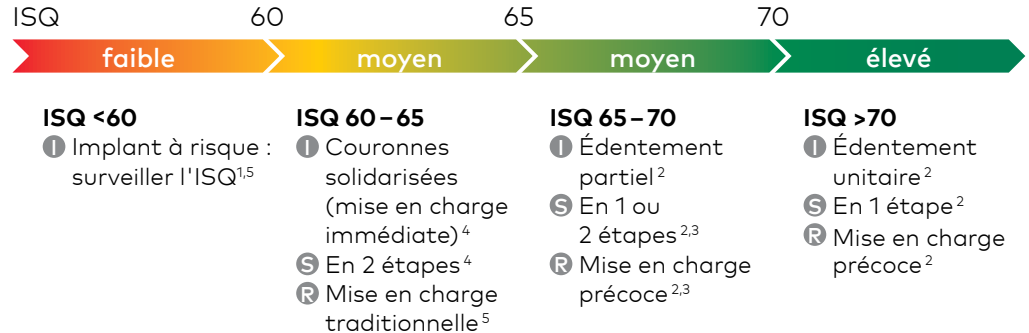 ISQ 60 65 70
faible moyen moyen élevé
ISQ <60
I Implant à risque :
surveiller l'ISQ1,5
ISQ 60–65
I Couronnes
solidarisées
(mise en charge
immédiate)4
S En 2 étapes4
R Mise en charge
traditionnelle5
ISQ 65–70
I Édentement
partiel2
S En 1 ou
2 étapes2,3
R Mise en charge
précoce2,3
ISQ >70
I Édentement
unitaire2
S En 1 étape2
R Mise en charge
précoce2